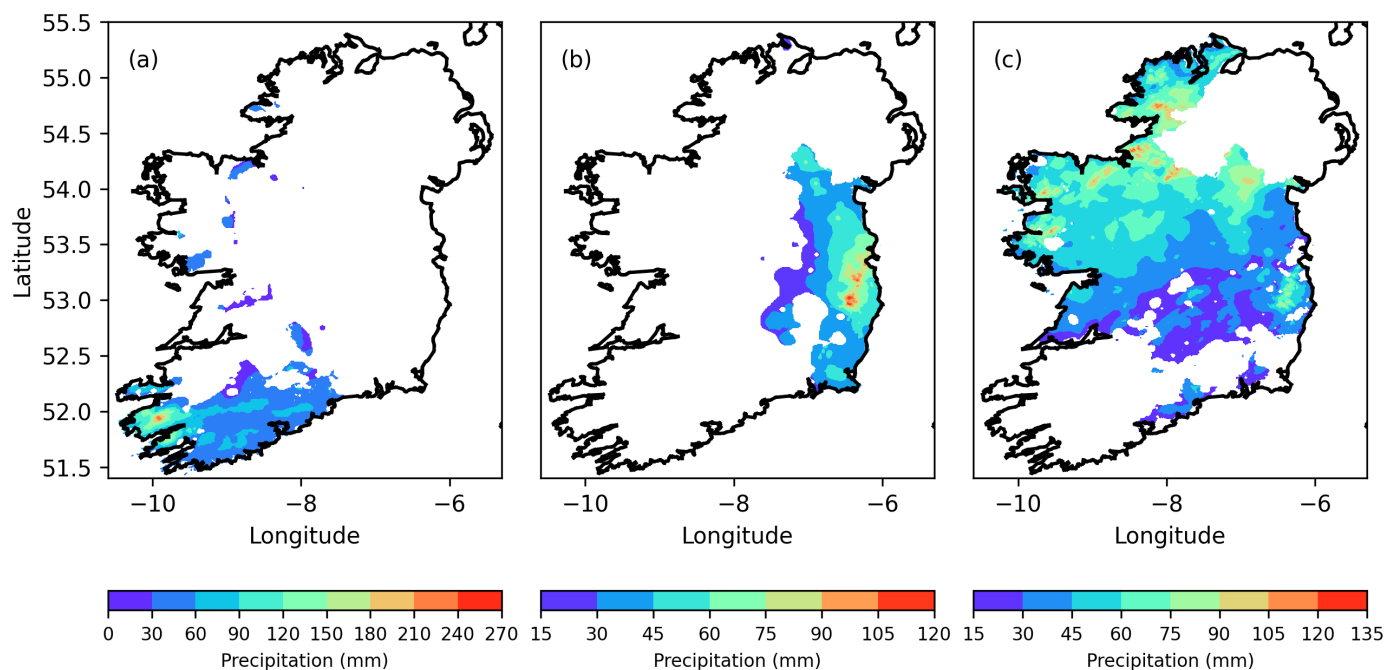 (a)
(b)
(c)
55.5
55.0
54.5
54.0
53.5
53.0
52.5
52.0
51.5
Latitude
−10 −8 −6
−10 −8 −6
−10 −8 −6
Longitude
Longitude
Longitude
0 30 60 90 120 150 180 210 240 270
15 30 45 60 75 90 105 120
15 30 45 60 75 90 105 120 135
Precipitation (mm)
Precipitation (mm)
Precipitation (mm)